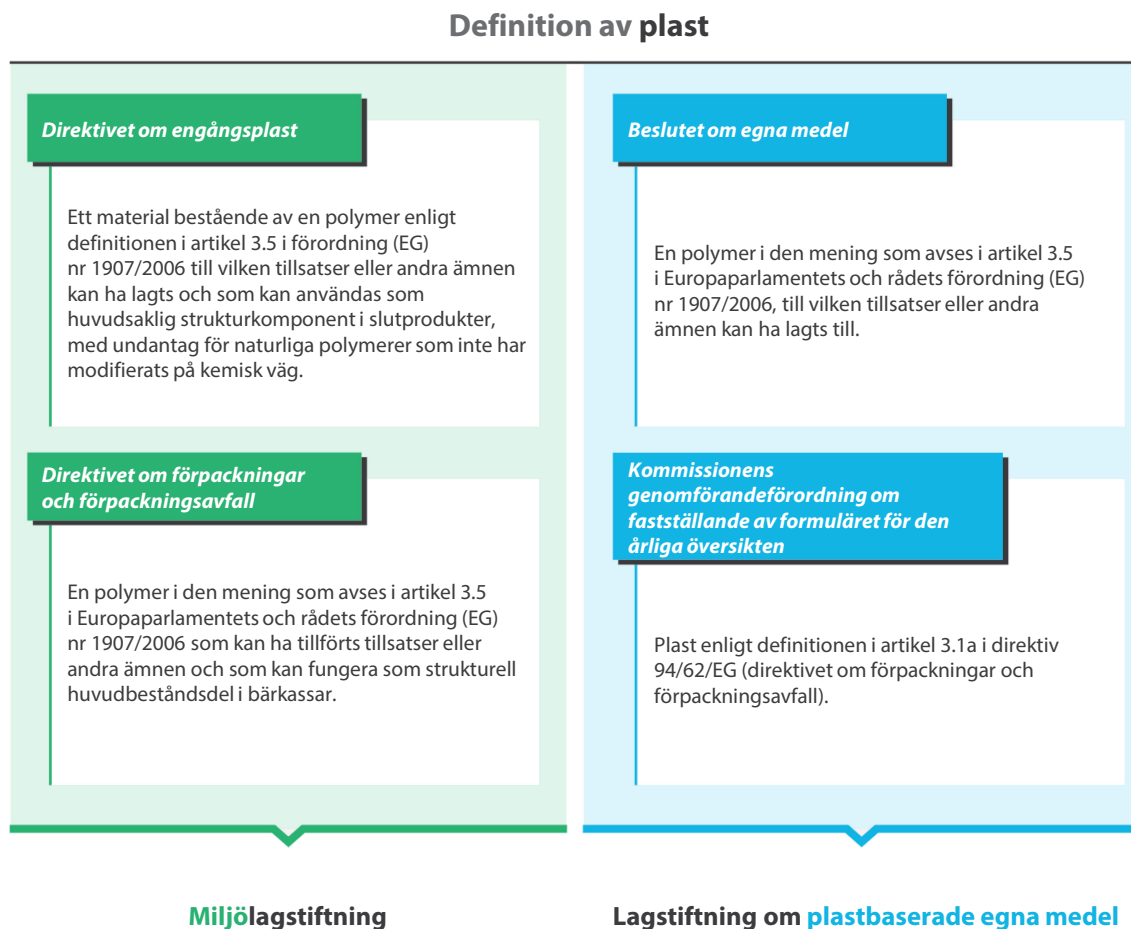 Definition av plast
Direktivet om engångsplast
Ett material bestående av en polymer enligt
definitionen i artikel 3.5 i förordning (EG)
nr 1907/2006 till vilken tillsatser eller andra ämnen
kan ha lagts och som kan användas som
huvudsaklig strukturkomponent i slutprodukter,
med undantag för naturliga polymerer som inte har
modifierats på kemisk väg.
Direktivet om förpackningar
och förpackningsavfall
En polymer i den mening som avses i artikel 3.5
i Europaparlamentets och rådets förordning (EG)
nr 1907/2006 som kan ha tillförts tillsatser eller
andra ämnen och som kan fungera som strukturell
huvudbeståndsdel i bärkassar.
Miljölagstiftning
Beslutet om egna medel
En polymer i den mening som avses i artikel 3.5
i Europaparlamentets och rådets förordning (EG)
nr 1907/2006, till vilken tillsatser eller andra
ämnen kan ha lagts till.
Kommissionens
genomförandeförordning om
fastställande av formuläret för den
årliga översikten
Plast enligt definitionen i artikel 3.1a i direktiv
94/62/EG (direktivet om förpackningar och
förpackningsavfall).
Lagstiftning om plastbaserade egna medel